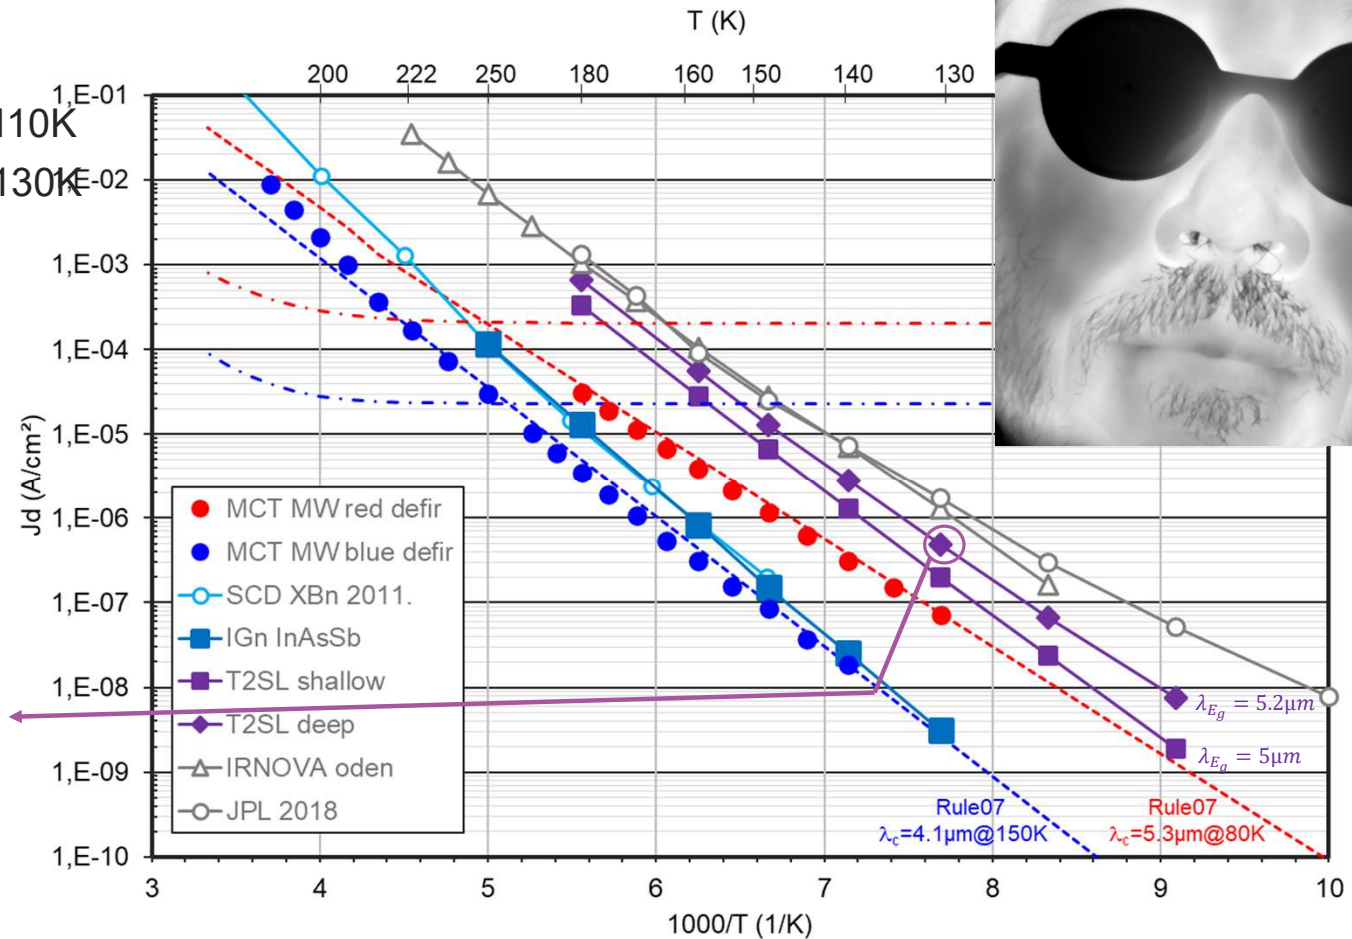 T (K)
200 222 250 180 160 150 140 130
110K
130K
1,E-01
1,E-02
1,E-03
1,E-04
1,E-05
1,E-06
1,E-07
1,E-08
1,E-09
1,E-10
Jd (A/cm²)
MCT MW red defir
MCT MW blue defir
SCD XBn 2011.
IGn InAsSb
T2SL shallow
T2SL deep
IRNOVA oden
JPL 2018
λ_Eg = 5.2μm
λ_Eg = 5μm
Rule07
λc=4.1μm@150K
Rule07
λc=5.3μm@80K
3 4 5 6 7 8 9 10
1000/T (1/K)